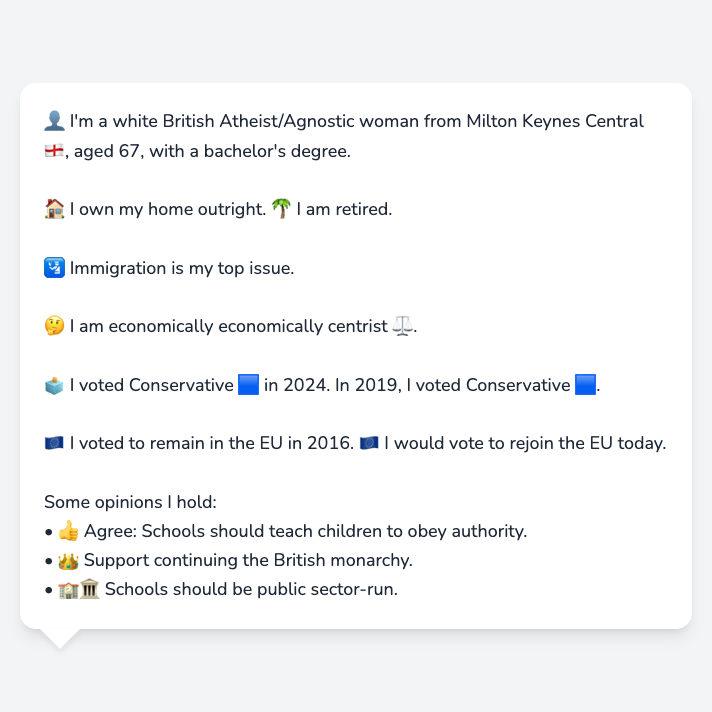 👤 I'm a white British Atheist/Agnostic woman from Milton Keynes Central
🏴󠁧󠁢󠁥󠁮󠁧󠁿, aged 67, with a bachelor's degree.
🏠 I own my home outright. 🌴 I am retired.
🛂 Immigration is my top issue.
🤔 I am economically economically centrist ⚖️.
🗳️ I voted Conservative 🟦 in 2024. In 2019, I voted Conservative 🟦.
🇪🇺 I voted to remain in the EU in 2016. 🇪🇺 I would vote to rejoin the EU today.
Some opinions I hold:
• 👍 Agree: Schools should teach children to obey authority.
• 👑 Support continuing the British monarchy.
• 🏫🏛️ Schools should be public sector-run.